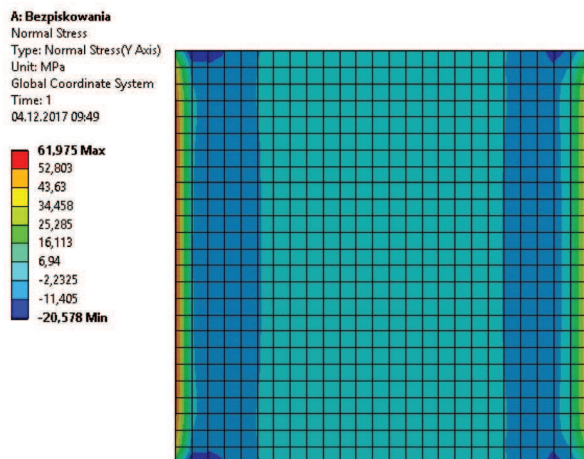 A: Bezpiskowania
Normal Stress
Type: Normal Stress(Y Axis)
Unit: MPa
Global Coordinate System
Time: 1
04.12.2017 09:49
61,975 Max
52,803
43,63
34,458
25,285
16,113
6,94
-2,2325
-11,405
-20,578 Min